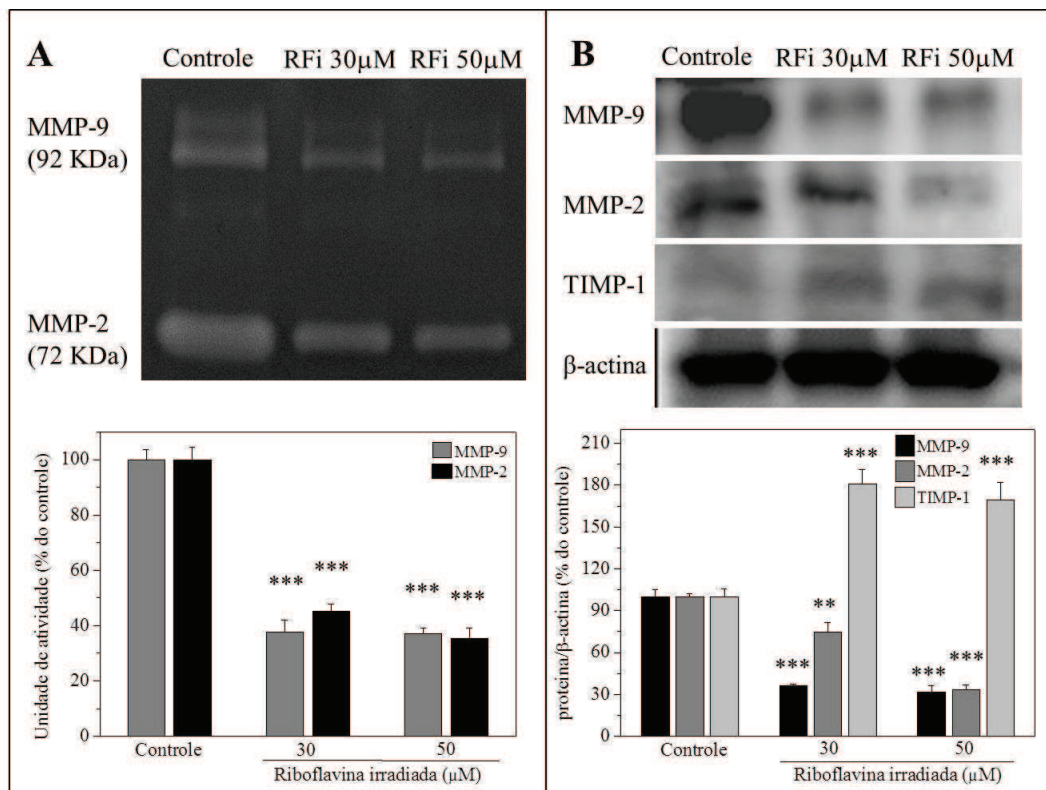 A
Controle RFi 30µM RFi 50µM
MMP-9
(92 KDa)
MMP-2
(72 KDa)
Unidade de atividade (% do controle)
100
80
60
40
20
0
MMP-9
MMP-2
*** *** *** ***
Controle 30 50
Riboflavina irradiada (µM)
B
Controle RFi 30µM RFi 50µM
MMP-9
MMP-2
TIMP-1
β-actina
proteína/β-actina (% do controle)
210
180
150
120
90
60
30
0
MMP-9
MMP-2
TIMP-1
*** ** *** *** *** ***
Controle 30 50
Riboflavina irradiada (µM)